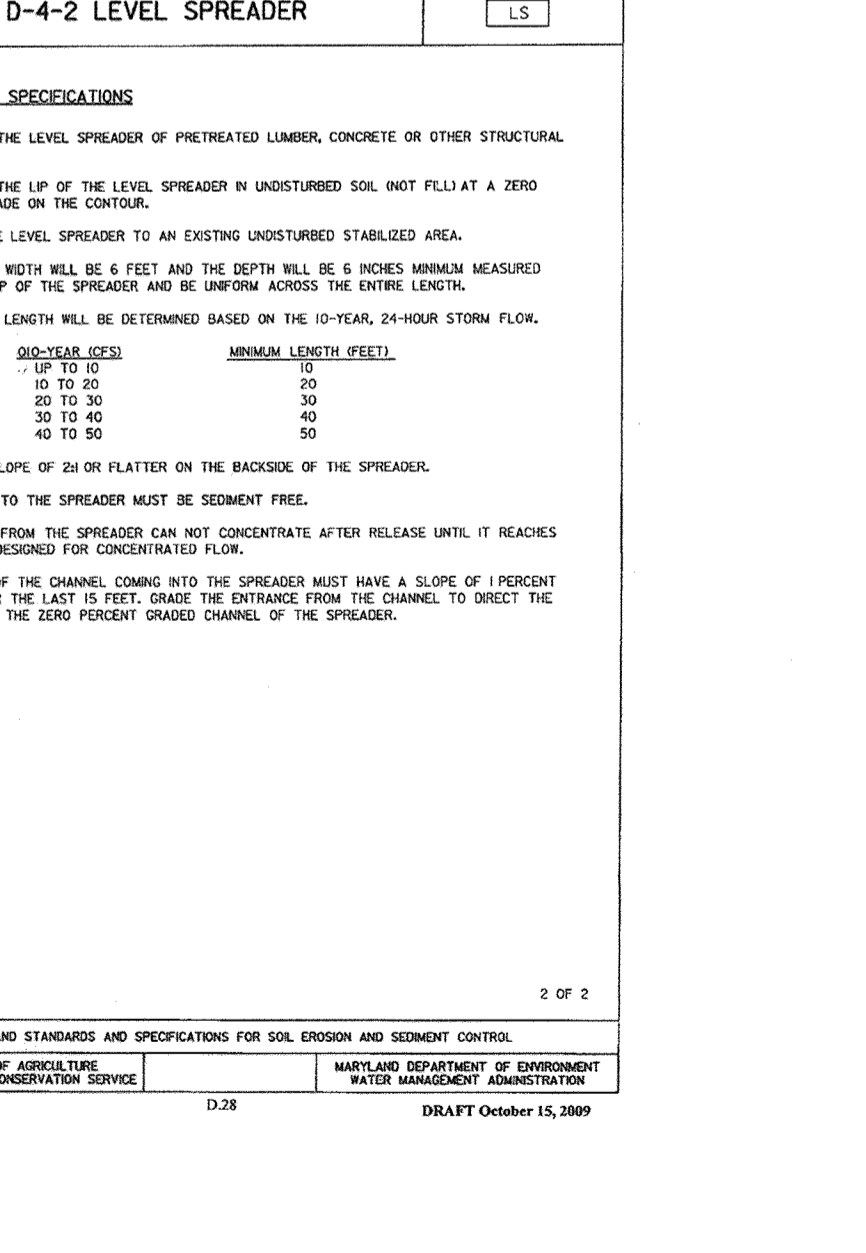 D-4-2 LEVEL SPREADER
LS
SPECIFICATIONS
THE LEVEL SPREADER OF PRETREATED LUMBER, CONCRETE OR OTHER STRUCTURAL
THE LIP OF THE LEVEL SPREADER IN UNDISTURBED SOIL (NOT FILL) AT A ZERO
ADE ON THE CONTOUR.
E LEVEL SPREADER TO AN EXISTING UNDISTURBED STABILIZED AREA.
WIDTH WILL BE 6 FEET AND THE DEPTH WILL BE 6 INCHES MINIMUM MEASURED
P OF THE SPREADER AND BE UNIFORM ACROSS THE ENTIRE LENGTH.
LENGTH WILL BE DETERMINED BASED ON THE 10-YEAR, 24-HOUR STORM FLOW.
Q10-YEAR (CFS) MINIMUM LENGTH (FEET)
UP TO 10 10
10 TO 20 20
20 TO 30 30
30 TO 40 40
40 TO 50 50
LOPE OF 2:1 OR FLATTER ON THE BACKSIDE OF THE SPREADER.
TO THE SPREADER MUST BE SEDIMENT FREE.
FROM THE SPREADER CAN NOT CONCENTRATE AFTER RELEASE UNTIL IT REACHES
DESIGNED FOR CONCENTRATED FLOW.
OF THE CHANNEL COMING INTO THE SPREADER MUST HAVE A SLOPE OF 1 PERCENT
THE LAST 15 FEET. GRADE THE ENTRANCE FROM THE CHANNEL TO DIRECT THE
THE ZERO PERCENT GRADED CHANNEL OF THE SPREADER.
2 OF 2
ND STANDARDS AND SPECIFICATIONS FOR SOIL EROSION AND SEDIMENT CONTROL
OF AGRICULTURE
ONSERVATION SERVICE
MARYLAND DEPARTMENT OF ENVIRONMENT
WATER MANAGEMENT ADMINISTRATION
D.28
DRAFT October 15, 2009